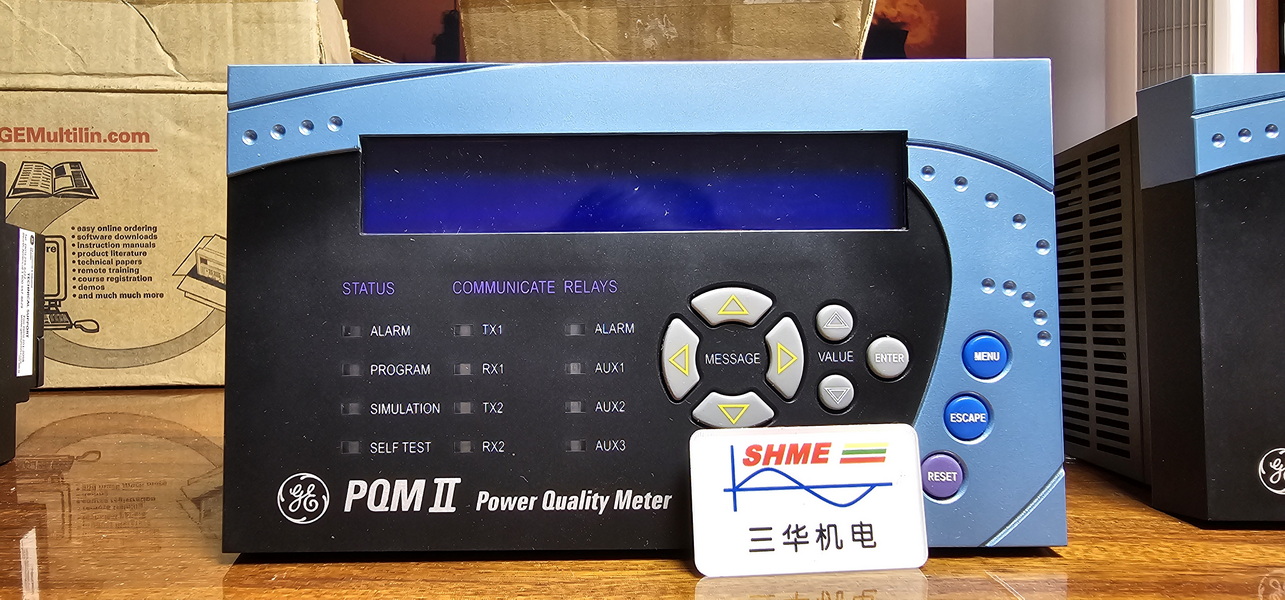 GEMultilin.com
• easy online ordering
• software downloads
• instruction manuals
• product literature
• technical papers
• remote training
• course registration
• demos
• and much much more
STATUS
COMMUNICATE
RELAYS
ALARM
TX1
ALARM
PROGRAM
RX1
AUX1
SIMULATION
TX2
AUX2
SELF TEST
RX2
AUX3
MESSAGE
VALUE
ENTER
MENU
ESCAPE
RESET
GE
PQM II Power Quality Meter
SHME
三华机电